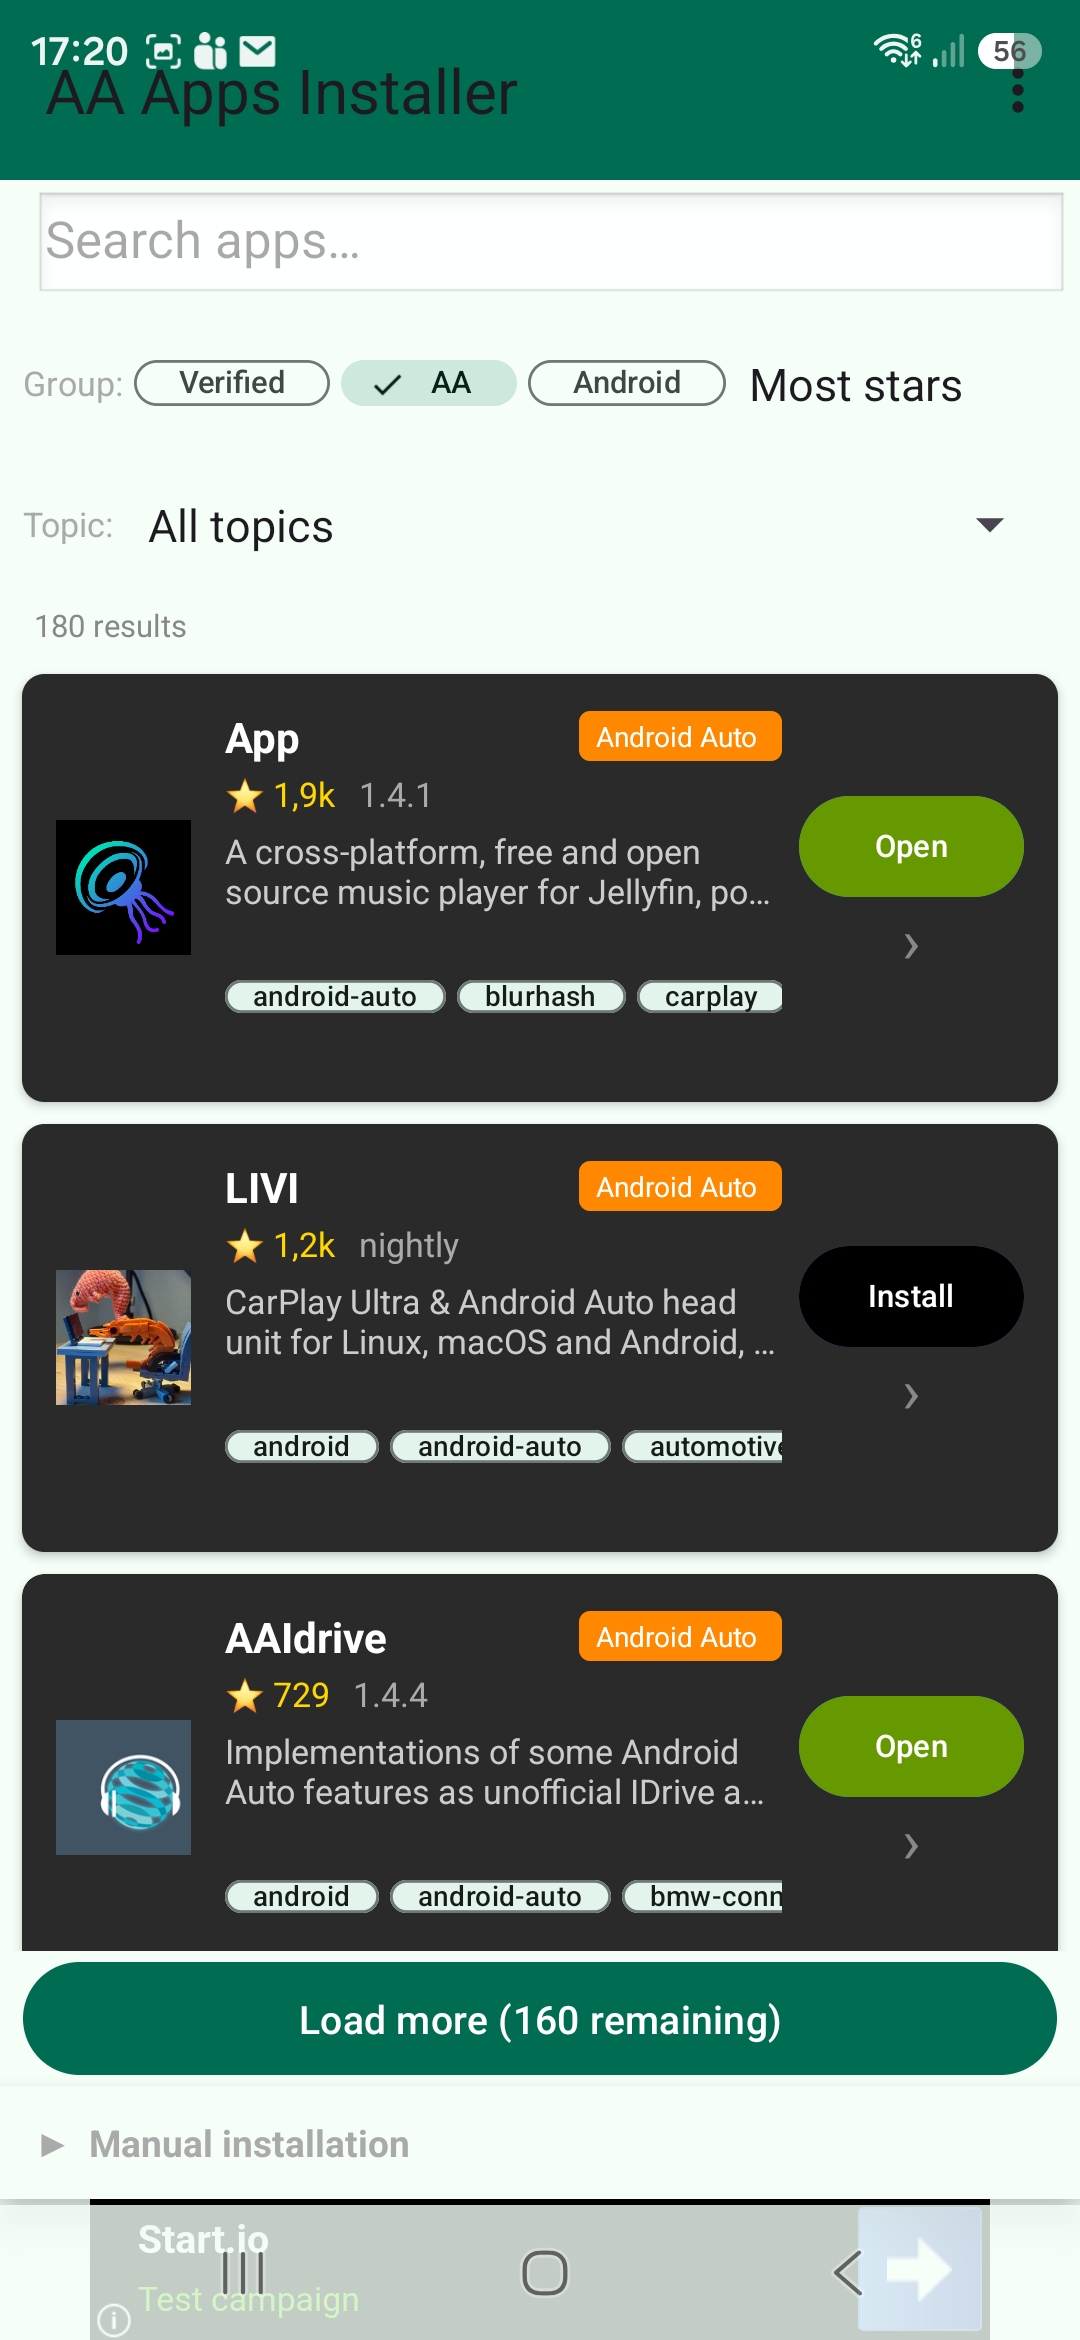 17:20
6
56
AA Apps Installer
Search apps...
Group: Verified AA Android Most stars
Topic: All topics
180 results
App Android Auto
1,9k 1.4.1
A cross-platform, free and open
source music player for Jellyfin, po...
Open
android-auto blurhash carplay
LIVI Android Auto
1,2k nightly
CarPlay Ultra & Android Auto head
unit for Linux, macOS and Android, ...
Install
android android-auto automotive
AAIdrive Android Auto
729 1.4.4
Implementations of some Android
Auto features as unofficial IDrive a...
Open
android android-auto bmw-conn
Load more (160 remaining)
Manual installation
Start.io
Test campaign